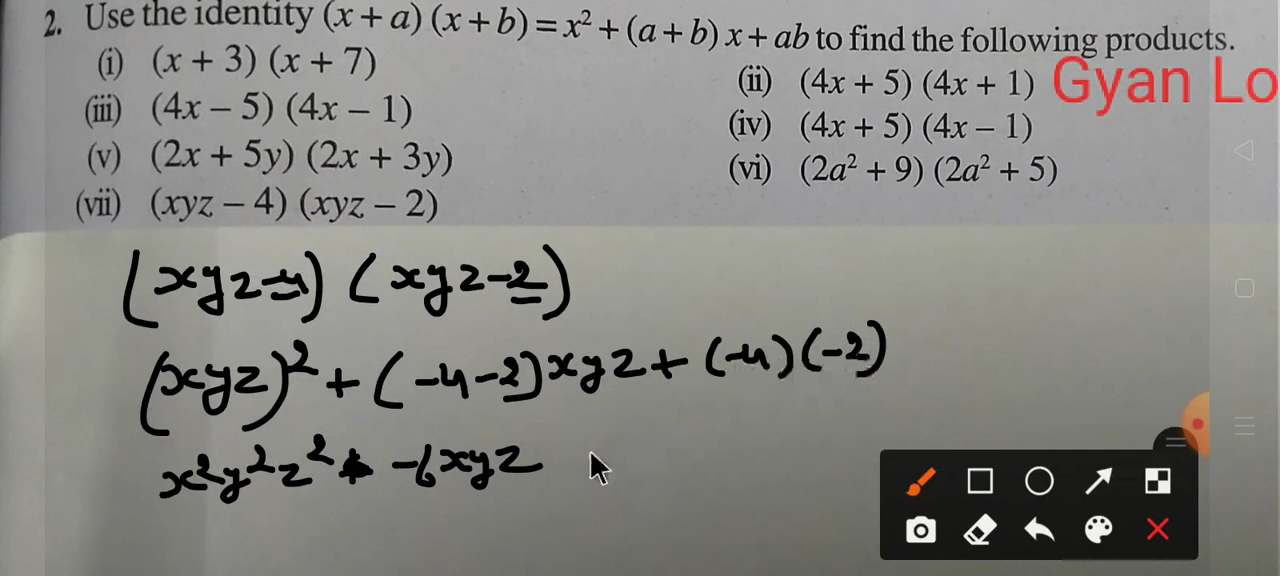 2. Use the identity (x + a) (x + b) = x² + (a + b) x + ab to find the following products.
(i) (x + 3) (x + 7)
(ii) (4x + 5) (4x + 1)
Gyan Lo
(iii) (4x – 5) (4x – 1)
(iv) (4x + 5) (4x – 1)
(v) (2x + 5y) (2x + 3y)
(vi) (2a² + 9) (2a² + 5)
(vii) (xyz – 4) (xyz – 2)
(xyz-4) (xyz-2)
(xyz)² + (-4-2)xyz + (-4)(-2)
x²y²z² -6xyz